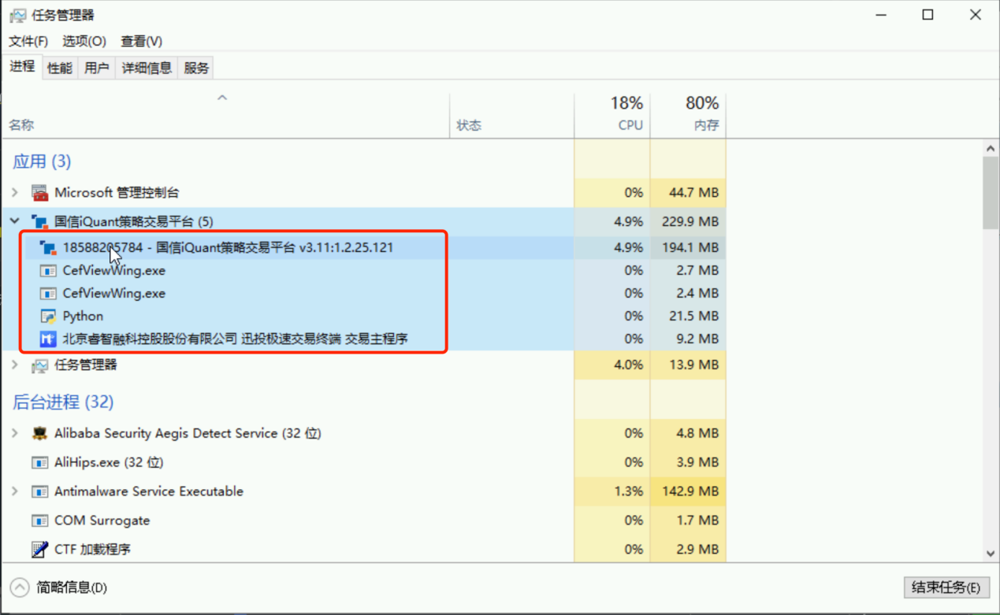 任务管理器
文件(F) 选项(O) 查看(V)
进程 性能 用户 详细信息 服务
18% 80%
名称 状态 CPU 内存
应用 (3)
Microsoft 管理控制台 0% 44.7 MB
国信iQuant策略交易平台 (5) 4.9% 229.9 MB
18588205784 - 国信iQuant策略交易平台 v3.11:1.2.25.121 4.9% 194.1 MB
CefViewWing.exe 0% 2.7 MB
CefViewWing.exe 0% 2.4 MB
Python 0% 21.5 MB
北京睿智融科控股股份有限公司 迅投极速交易终端 交易主程序 0% 9.2 MB
任务管理器 4.0% 13.9 MB
后台进程 (32)
Alibaba Security Aegis Detect Service (32 位) 0% 4.8 MB
AliHips.exe (32 位) 0% 3.9 MB
Antimalware Service Executable 1.3% 142.9 MB
COM Surrogate 0% 1.7 MB
CTF 加载程序 0% 2.9 MB
简略信息(D) 结束任务(E)